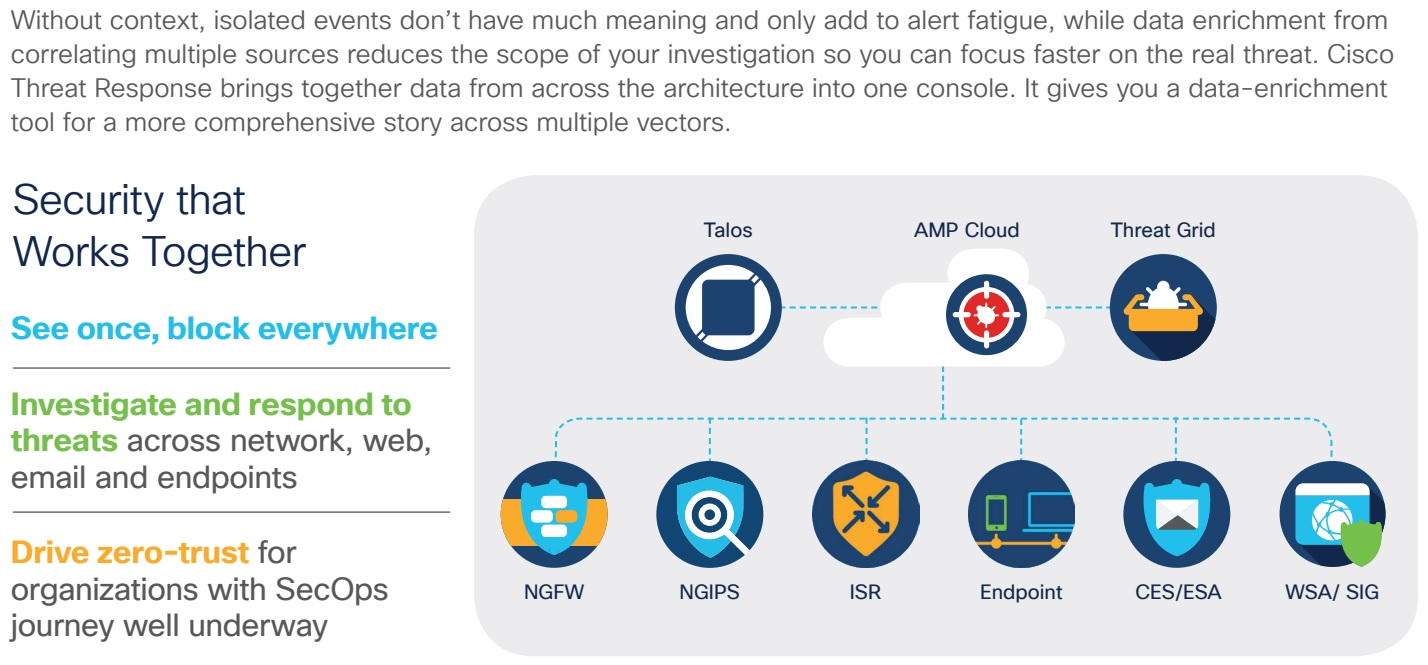 Without context, isolated events don't have much meaning and only add to alert fatigue, while data enrichment from
correlating multiple sources reduces the scope of your investigation so you can focus faster on the real threat. Cisco
Threat Response brings together data from across the architecture into one console. It gives you a data-enrichment
tool for a more comprehensive story across multiple vectors.
Security that
Works Together
See once, block everywhere
Investigate and respond to
threats across network, web,
email and endpoints
Drive zero-trust for
organizations with SecOps
journey well underway
Talos
AMP Cloud
Threat Grid
NGFW
NGIPS
ISR
Endpoint
CES/ESA
WSA/ SIG